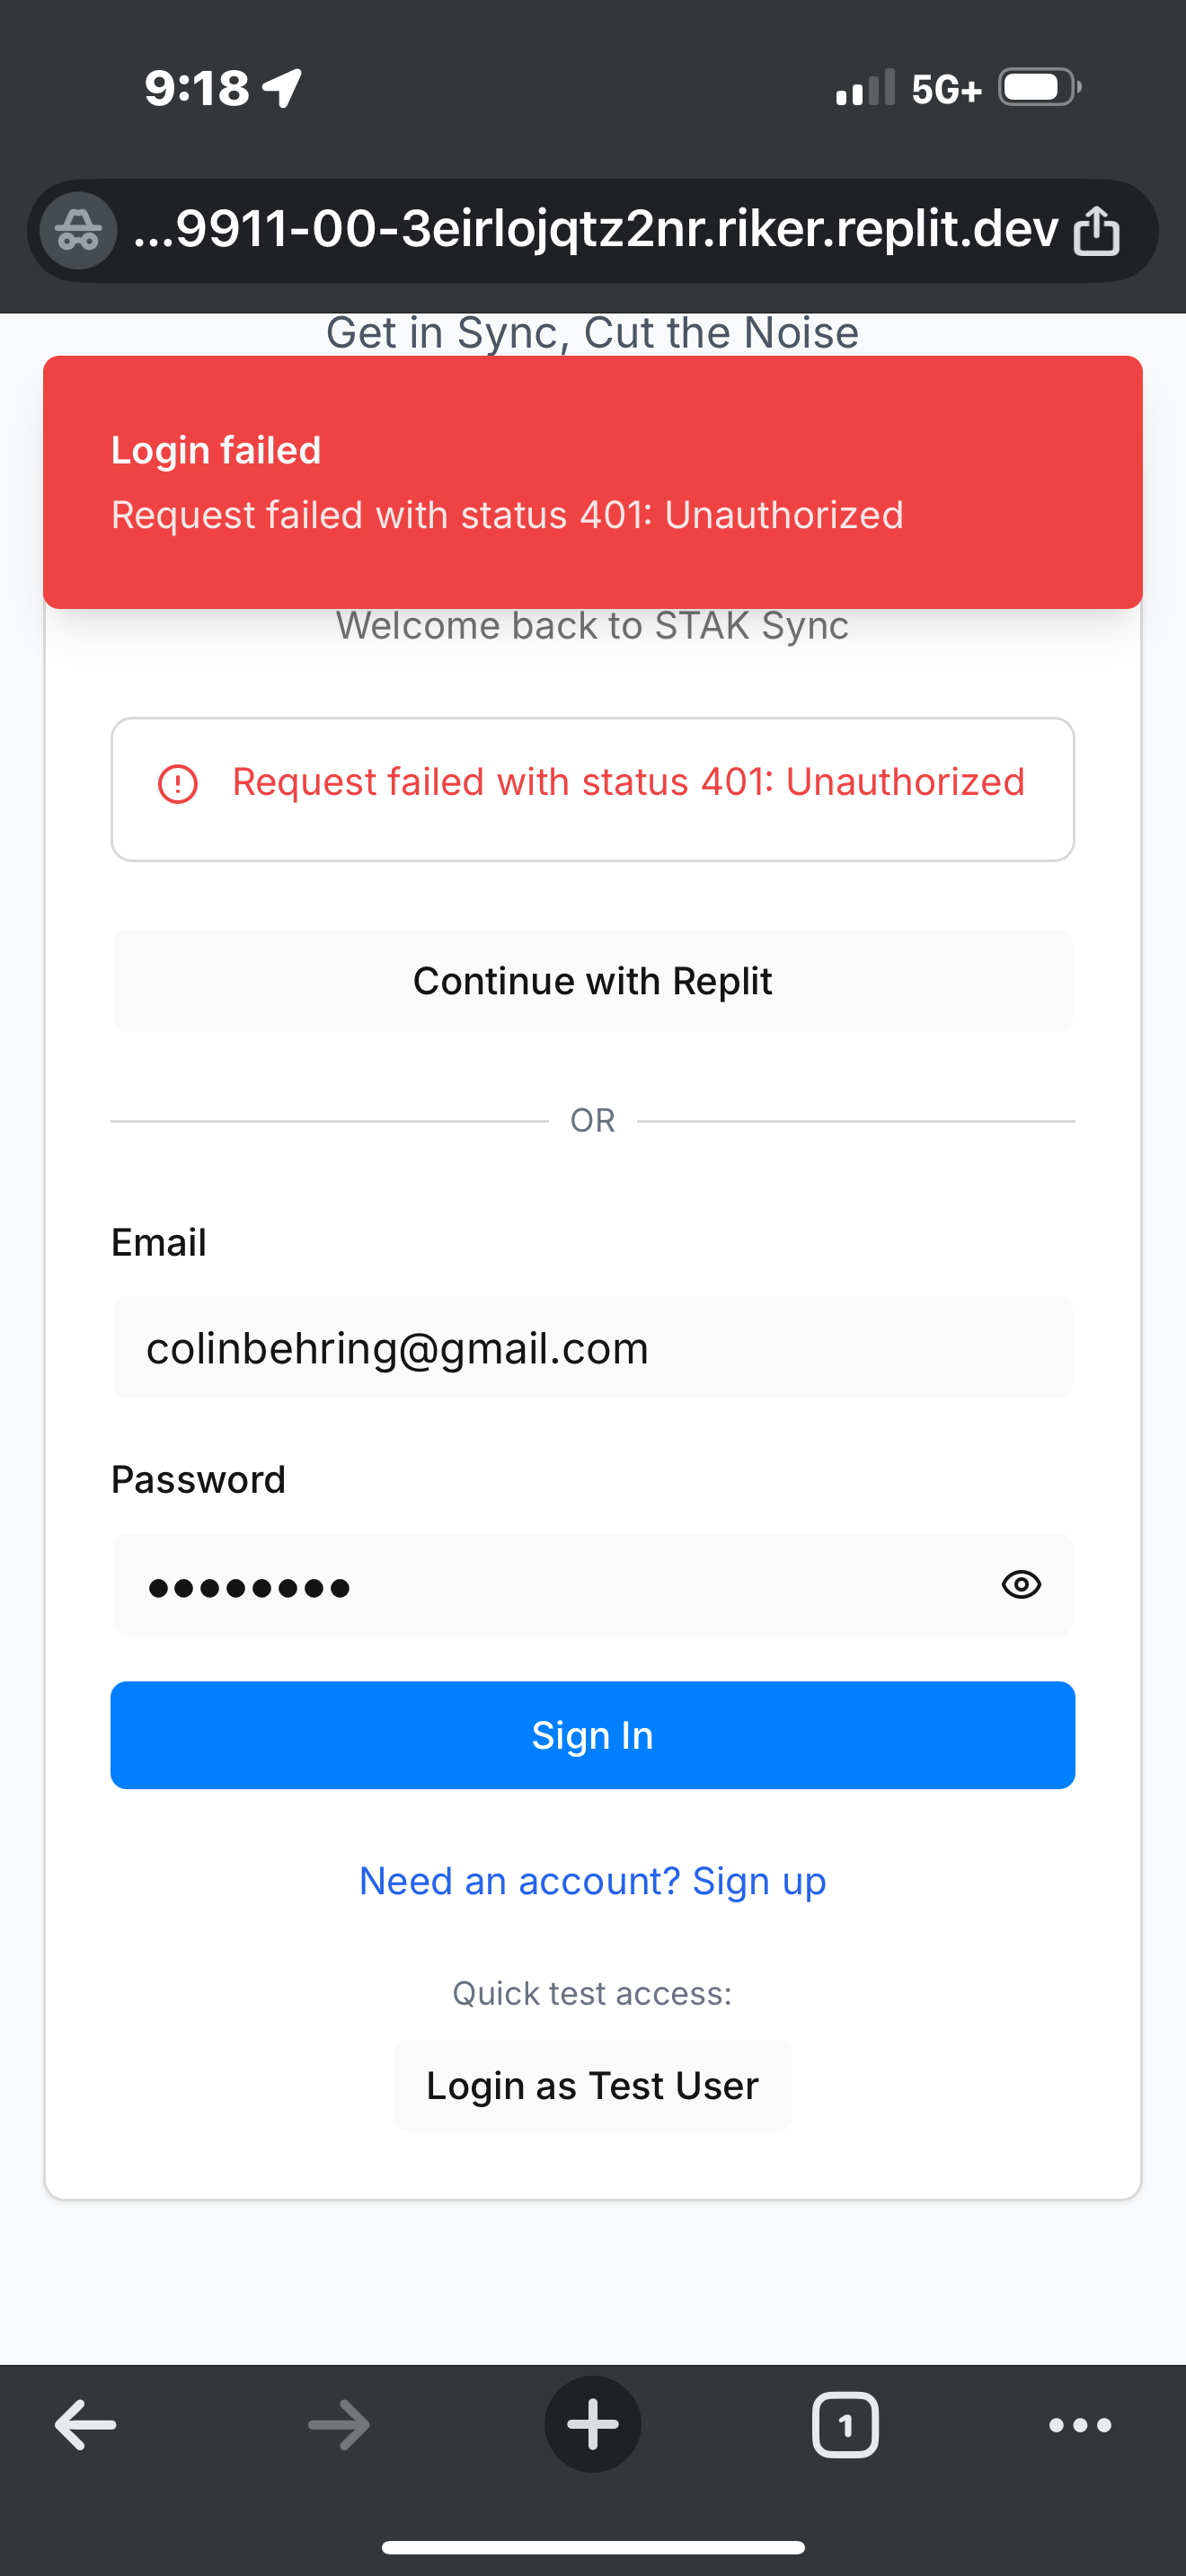 9:18
5G+
...9911-00-3eirlojqtz2nr.riker.replit.dev
Get in Sync, Cut the Noise
Login failed
Request failed with status 401: Unauthorized
Welcome back to STAK Sync
Request failed with status 401: Unauthorized
Continue with Replit
OR
Email
colinbehring@gmail.com
Password
••••••••
Sign In
Need an account? Sign up
Quick test access:
Login as Test User
1